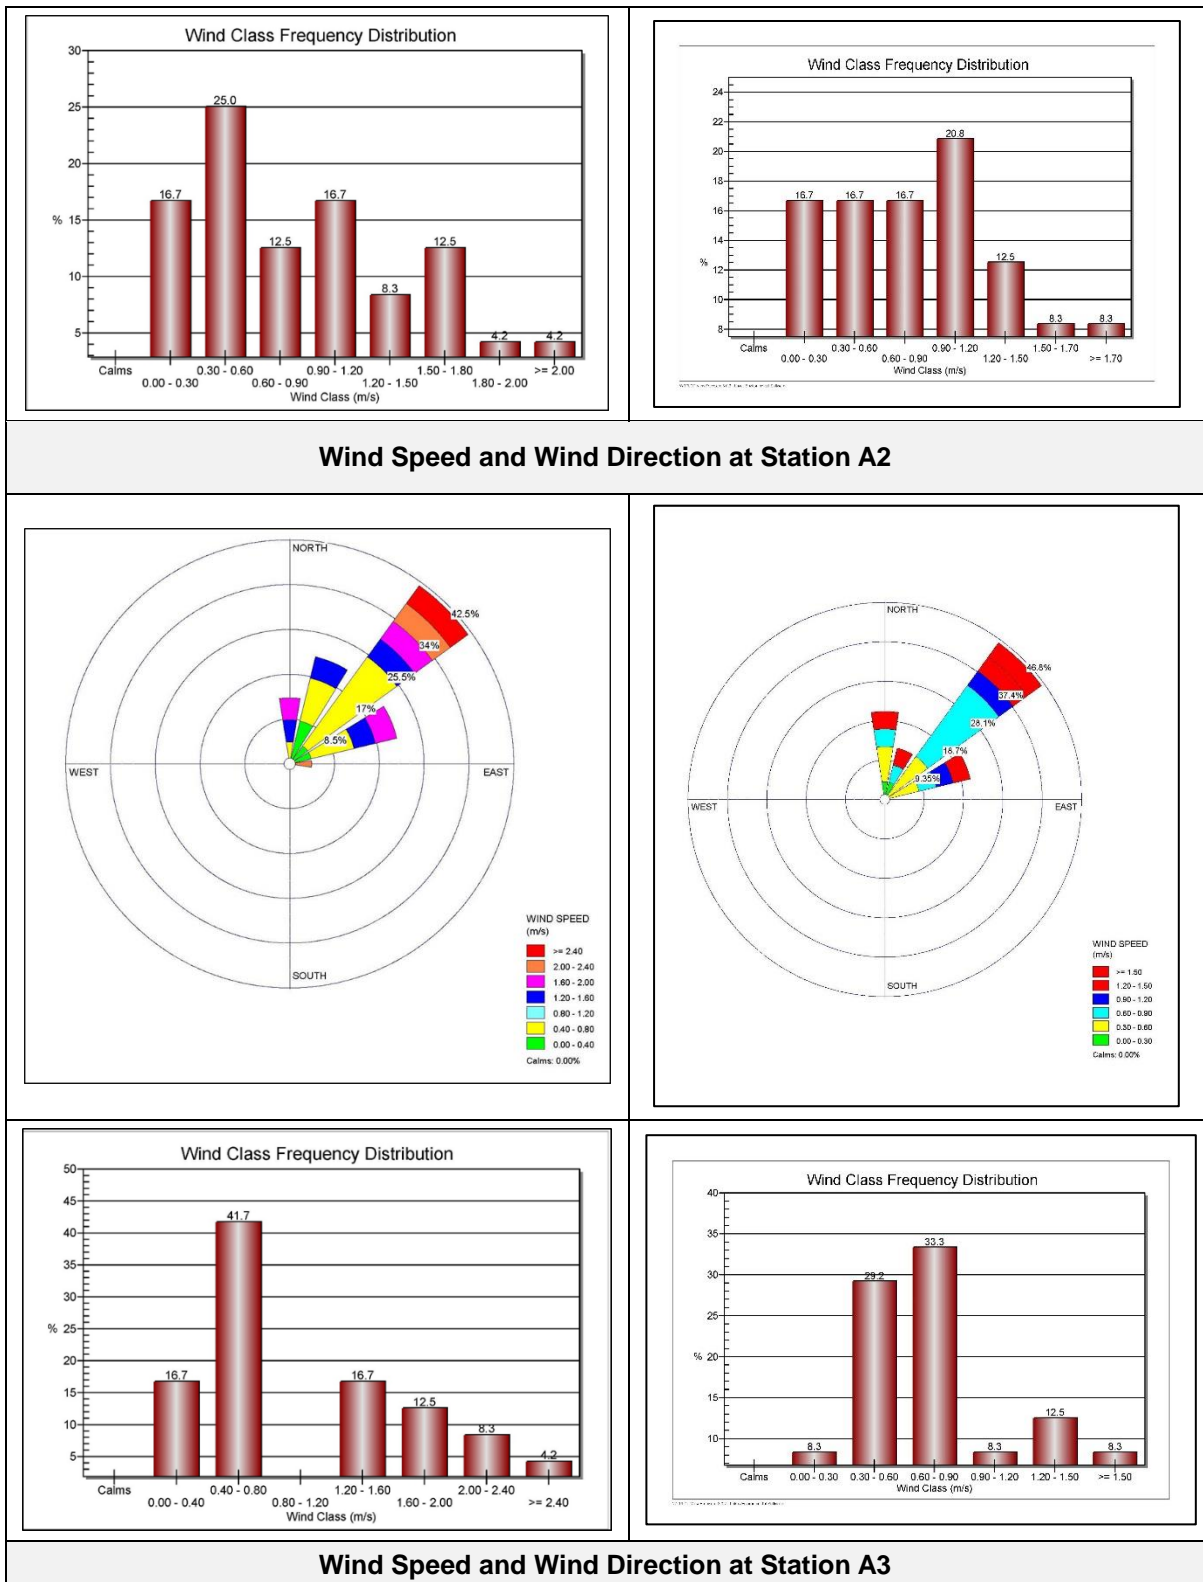 Wind Class Frequency Distribution
30
25
20
% 15
10
5
16.7
25.0
12.5
16.7
8.3
12.5
4.2
4.2
Calms
0.00 - 0.30
0.30 - 0.60
0.60 - 0.90
0.90 - 1.20
1.20 - 1.50
1.50 - 1.80
1.80 - 2.00
>= 2.00
Wind Class (m/s)
Wind Class Frequency Distribution
24
22
20
18
16
14
% 12
10
8
16.7
16.7
16.7
20.8
12.5
8.3
8.3
Calms
0.00 - 0.30
0.30 - 0.60
0.60 - 0.90
0.90 - 1.20
1.20 - 1.50
1.50 - 1.70
>= 1.70
Wind Class (m/s)
Wind Speed and Wind Direction at Station A2
NORTH
42.5%
34%
25.5%
17%
8.5%
WEST
EAST
SOUTH
WIND SPEED
(m/s)
>= 2.40
2.00 - 2.40
1.60 - 2.00
1.20 - 1.60
0.80 - 1.20
0.40 - 0.80
0.00 - 0.40
Calms: 0.00%
NORTH
46.8%
37.4%
28.1%
18.7%
9.35%
WEST
EAST
SOUTH
WIND SPEED
(m/s)
>= 1.50
1.20 - 1.50
0.90 - 1.20
0.60 - 0.90
0.30 - 0.60
0.00 - 0.30
Calms: 0.00%
Wind Class Frequency Distribution
50
45
40
35
30
% 25
20
15
10
5
16.7
41.7
16.7
12.5
8.3
4.2
Calms
0.00 - 0.40
0.40 - 0.80
0.80 - 1.20
1.20 - 1.60
1.60 - 2.00
2.00 - 2.40
>= 2.40
Wind Class (m/s)
Wind Class Frequency Distribution
40
35
30
25
% 20
15
10
8.3
29.2
33.3
8.3
12.5
8.3
Calms
0.00 - 0.30
0.30 - 0.60
0.60 - 0.90
0.90 - 1.20
1.20 - 1.50
>= 1.50
Wind Class (m/s)
Wind Speed and Wind Direction at Station A3